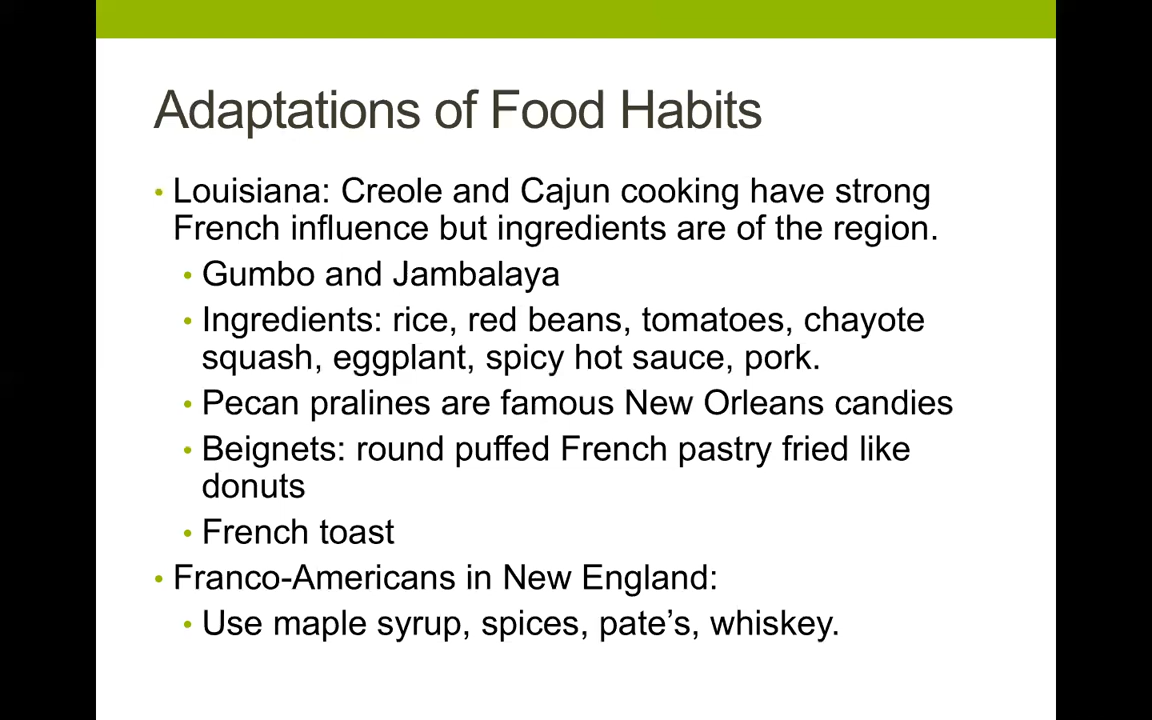 Adaptations of Food Habits
• Louisiana: Creole and Cajun cooking have strong
French influence but ingredients are of the region.
• Gumbo and Jambalaya
• Ingredients: rice, red beans, tomatoes, chayote
squash, eggplant, spicy hot sauce, pork.
• Pecan pralines are famous New Orleans candies
• Beignets: round puffed French pastry fried like
donuts
• French toast
• Franco-Americans in New England:
• Use maple syrup, spices, pate’s, whiskey.